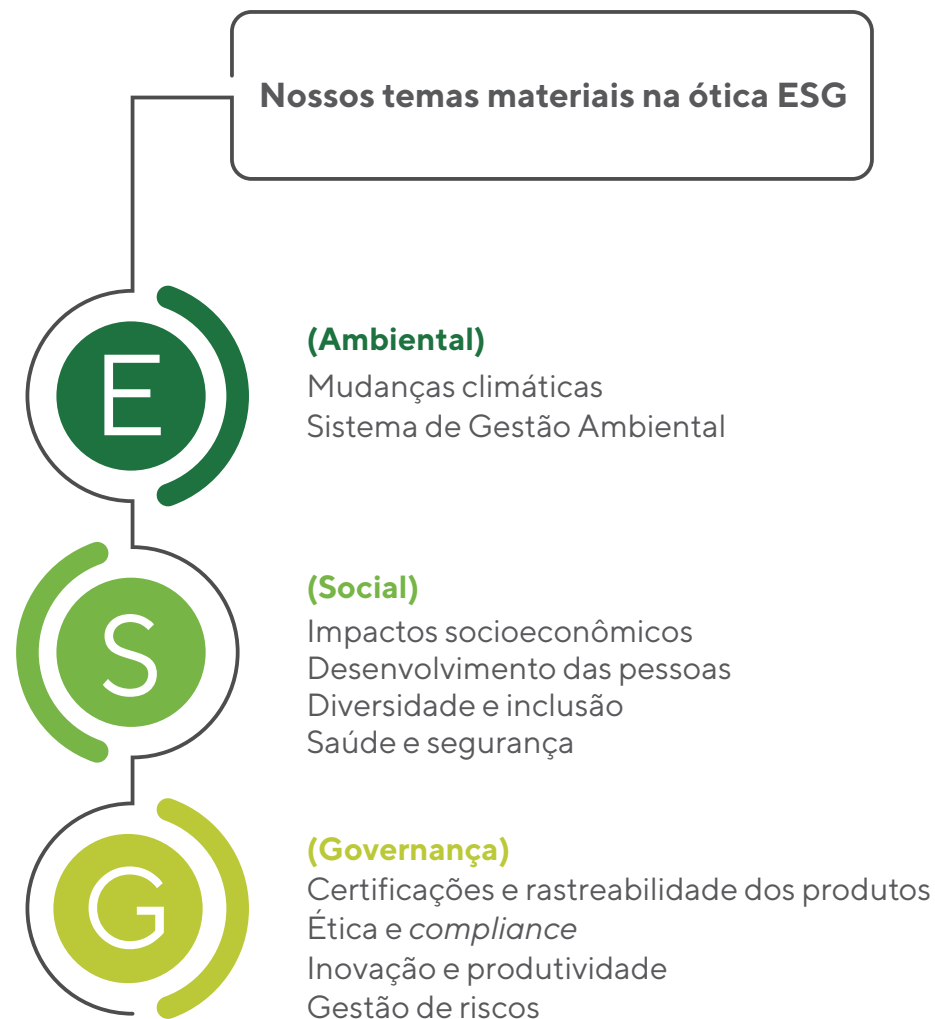 Nossos temas materiais na ótica ESG
E
(Ambiental)
Mudanças climáticas
Sistema de Gestão Ambiental
S
(Social)
Impactos socioeconômicos
Desenvolvimento das pessoas
Diversidade e inclusão
Saúde e segurança
G
(Governança)
Certificações e rastreabilidade dos produtos
Ética e compliance
Inovação e produtividade
Gestão de riscos